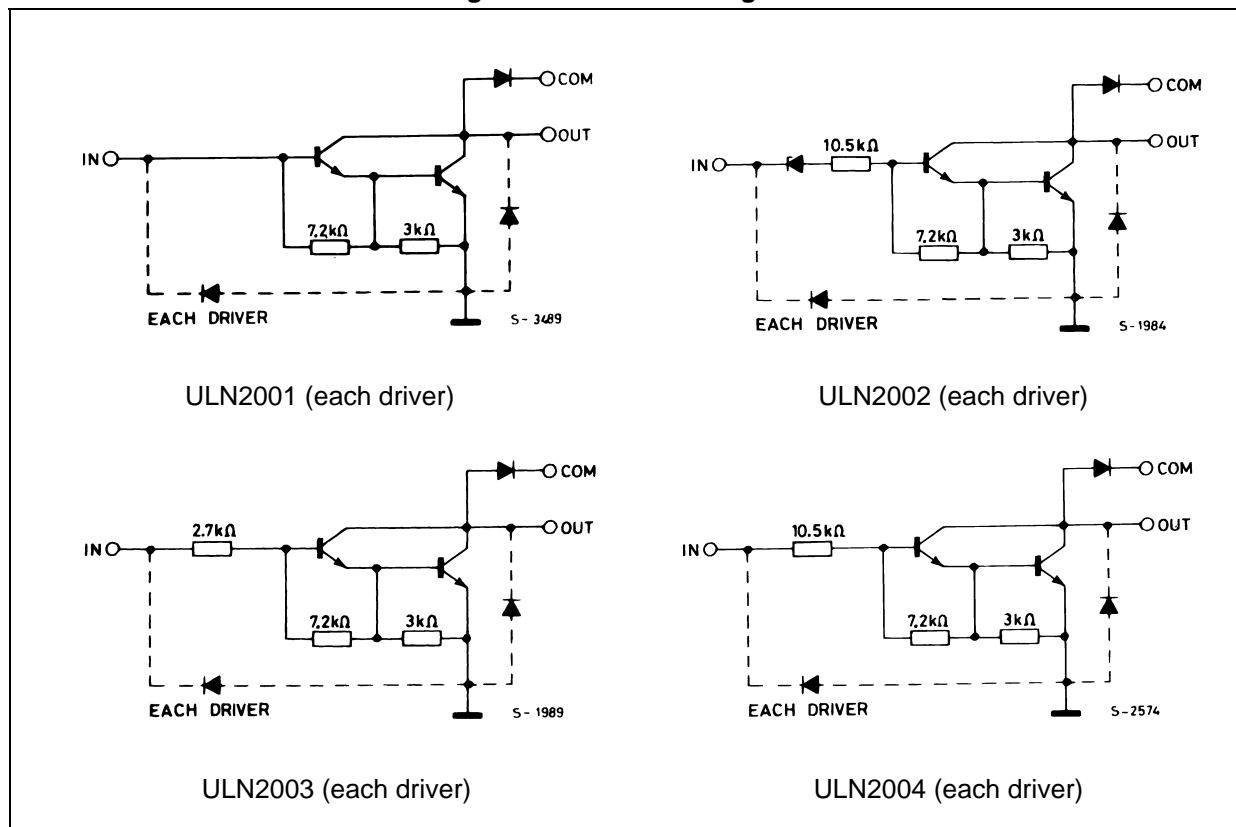 COM
OUT
IN
7.2kΩ
3kΩ
EACH DRIVER
S-3489
ULN2001 (each driver)
COM
OUT
IN
10.5kΩ
7.2kΩ
3kΩ
EACH DRIVER
S-1984
ULN2002 (each driver)
COM
OUT
IN
2.7kΩ
7.2kΩ
3kΩ
EACH DRIVER
S-1989
ULN2003 (each driver)
COM
OUT
IN
10.5kΩ
7.2kΩ
3kΩ
EACH DRIVER
S-2574
ULN2004 (each driver)